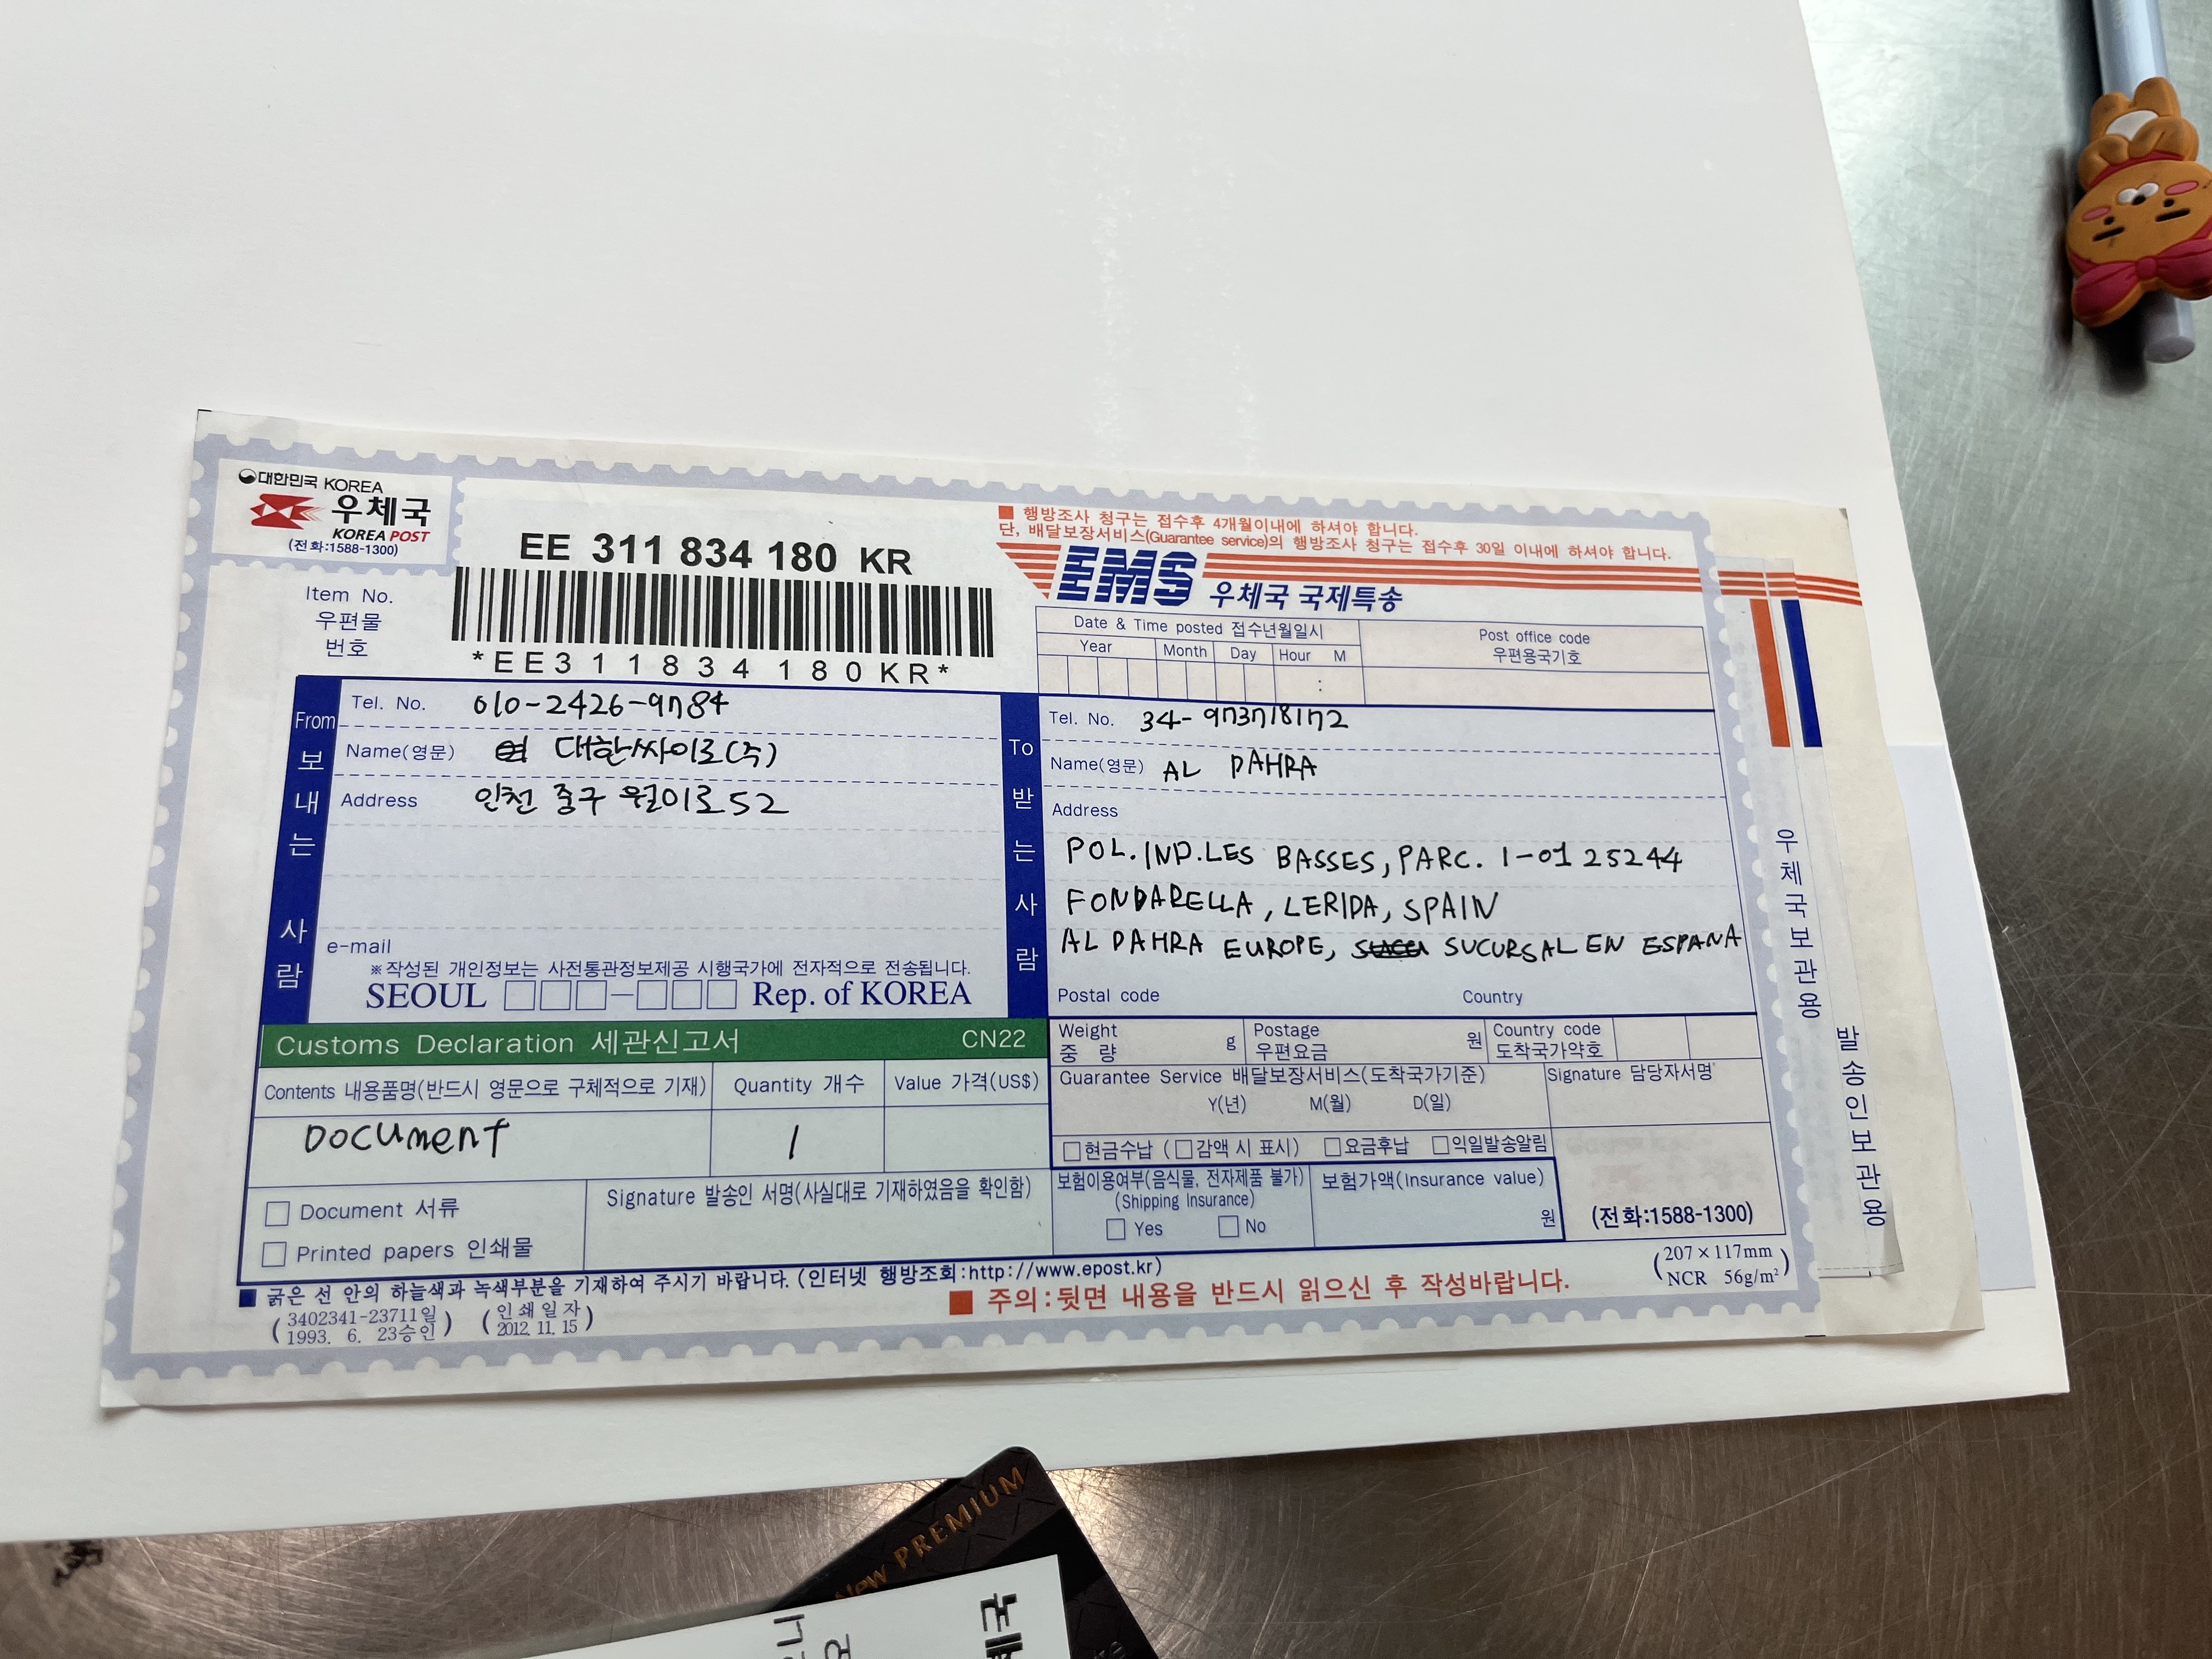 대한민국 KOREA
우체국
KOREA POST
(전화:1588-1300)
EE 311 834 180 KR
Item No.
우편물
번호
*EE311834180KR*
■ 행방조사 청구는 접수후 4개월이내에 하셔야 합니다.
단, 배달보장서비스(Guarantee service)의 행방조사 청구는 접수후 30일 이내에 하셔야 합니다.
EMS 우체국 국제특송
Date & Time posted 접수년월일시
Year Month Day Hour M
:
Post office code
우편용국기호
From 보내는 사람
Tel. No. 010-2426-9784
Name(영문) 대한싸이로(주)
Address 인천 중구 월미로 52
e-mail
※작성된 개인정보는 사전통관정보제공 시행국가에 전자적으로 전송됩니다.
SEOUL □□□-□□□ Rep. of KOREA
To 받는 사람
Tel. No. 34-973718172
Name(영문) AL DAHRA
Address
POL.IND.LES BASSES, PARC. 1-01 25244
FONDARELLA, LERIDA, SPAIN
AL DAHRA EUROPE, SUCURSAL EN ESPANA
Postal code Country
Customs Declaration 세관신고서 CN22
Contents 내용품명(반드시 영문으로 구체적으로 기재) Quantity 개수 Value 가격(US$)
Document 1
□ Document 서류
□ Printed papers 인쇄물
Signature 발송인 서명(사실대로 기재하였음을 확인함)
Weight
중 량 g
Postage
우편요금 원
Country code
도착국가약호
Guarantee Service 배달보장서비스(도착국가기준)
Y(년) M(월) D(일)
Signature 담당자서명
□현금수납 (□감액 시 표시) □요금후납 □익일발송알림
보험이용여부(음식물, 전자제품 불가)
(Shipping Insurance)
□ Yes □ No
보험가액(Insurance value)
원
(전화:1588-1300)
■ 굵은 선 안의 하늘색과 녹색부분을 기재하여 주시기 바랍니다. (인터넷 행방조회:http://www.epost.kr)
(3402341-23711일
1993. 6. 23승인)
(인쇄일자
2012. 11. 15)
■ 주의:뒷면 내용을 반드시 읽으신 후 작성바랍니다.
(207×117mm
NCR 56g/m²)
우체국보관용
발송인보관용
New PREMIUM